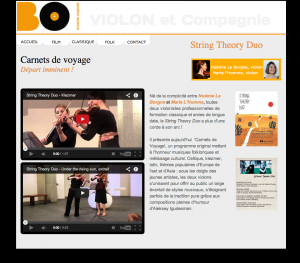 BO
VIOLON et Compagnie
ACCUEIL FILM CLASSIQUE FOLK CONTACT
String Theory Duo
Carnets de voyage
Départ imminent !
Hélène Le Borgne, violon
Marie l'Homme, violon
String Theory Duo - Klezmer
String Theory Duo - Under the rising sun, extrait
Né de la complicité entre Hélène Le
Borgne et Marie L'Homme, toutes
deux violonistes professionnelles de
formation classique et amies de longue
date, le String Theory Duo a plus d'une
corde à son arc !
Il présente aujourd'hui 'Carnets de
Voyage', un programme original mettant
à l'honneur musiques folkloriques et
métissage culturel. Celtique, klezmer,
latin, thèmes populaires d'Europe de
l'est et d'Asie : sous les doigts des
jeunes artistes, les deux violons
s'unissent pour offrir au public un large
éventail de styles musicaux, s'éloignant
parfois de la tradition pure grâce aux
compositions pleines d'humour
d'Aleksey Igudesman.